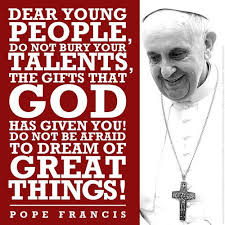 DEAR YOUNG
PEOPLE,
DO NOT BURY YOUR
TALENTS,
THE GIFTS THAT
GOD
HAS GIVEN YOU!
DO NOT BE AFRAID
TO DREAM OF
GREAT
THINGS!
POPE FRANCIS